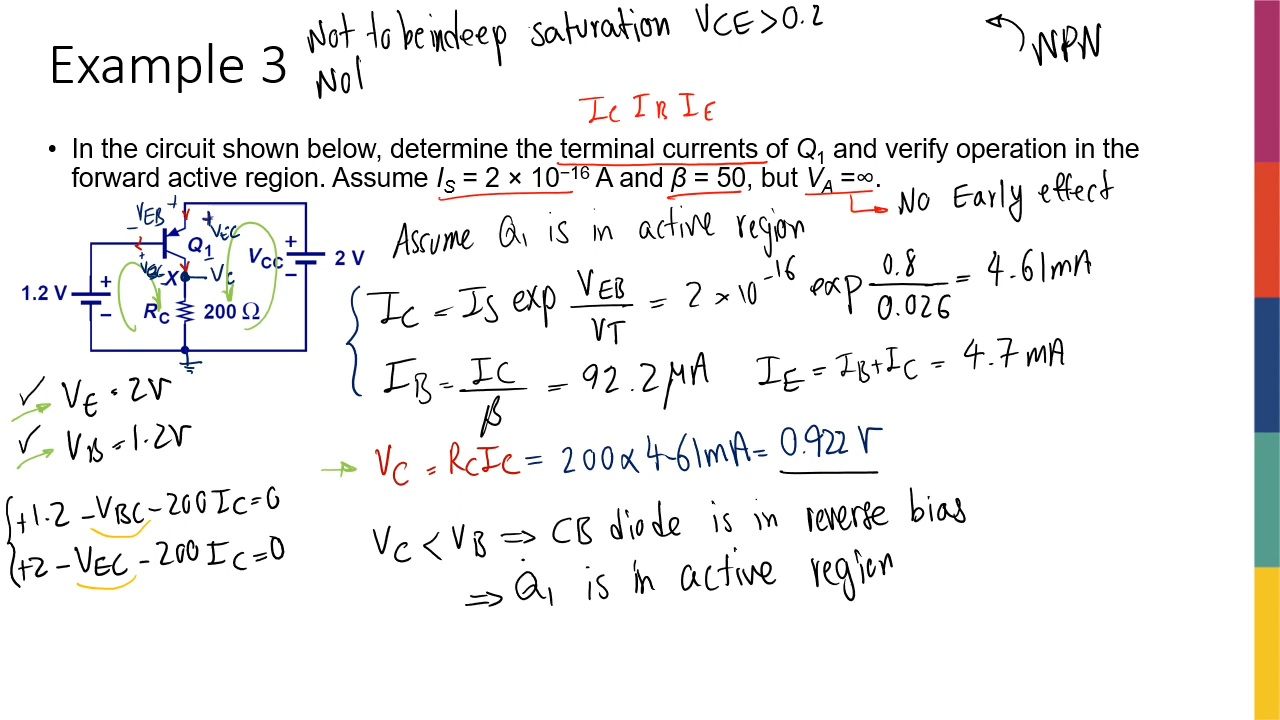 Not to be in deep saturation VCE > 0.2
NPN
Example 3
Not
IC IB IE
• In the circuit shown below, determine the terminal currents of Q1 and verify operation in the
forward active region. Assume IS = 2 × 10⁻¹⁶ A and β = 50, but VA =∞.
No Early effect
Assume Q1 is in active region
VEB + −
+ VEC
Q1
+ VBC
X
VC
VCC + −
2 V
1.2 V + −
RC 200 Ω
IC = IS exp VEB/VT = 2 × 10⁻¹⁶ exp 0.8/0.026 = 4.61mA
IB = IC/β = 92.2 µA IE = IB + IC = 4.7 mA
✓ VE = 2V
✓ VB = 1.2V
→ VC = RC IC = 200 × 4.61mA = 0.922 V
+1.2 − VBC − 200 IC = 0
+2 − VEC − 200 IC = 0
VC < VB ⇒ CB diode is in reverse bias
⇒ Q1 is in active region